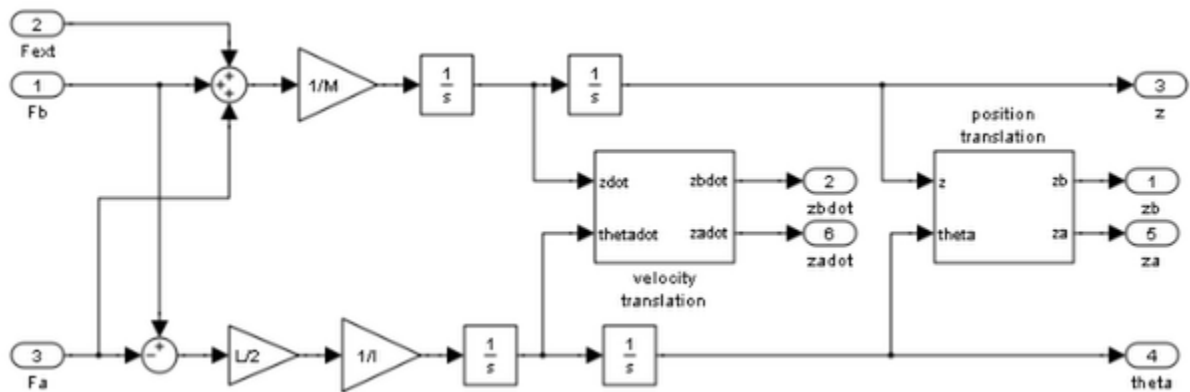 2
Fext
1
Fb
+
+
+
1/M
1
s
1
s
3
z
position
translation
zdot
zbdot
2
zbdot
z
zb
1
zb
thetadot
zadot
6
zadot
theta
za
5
za
velocity
translation
3
Fa
-
+
L/2
1/I
1
s
1
s
4
theta